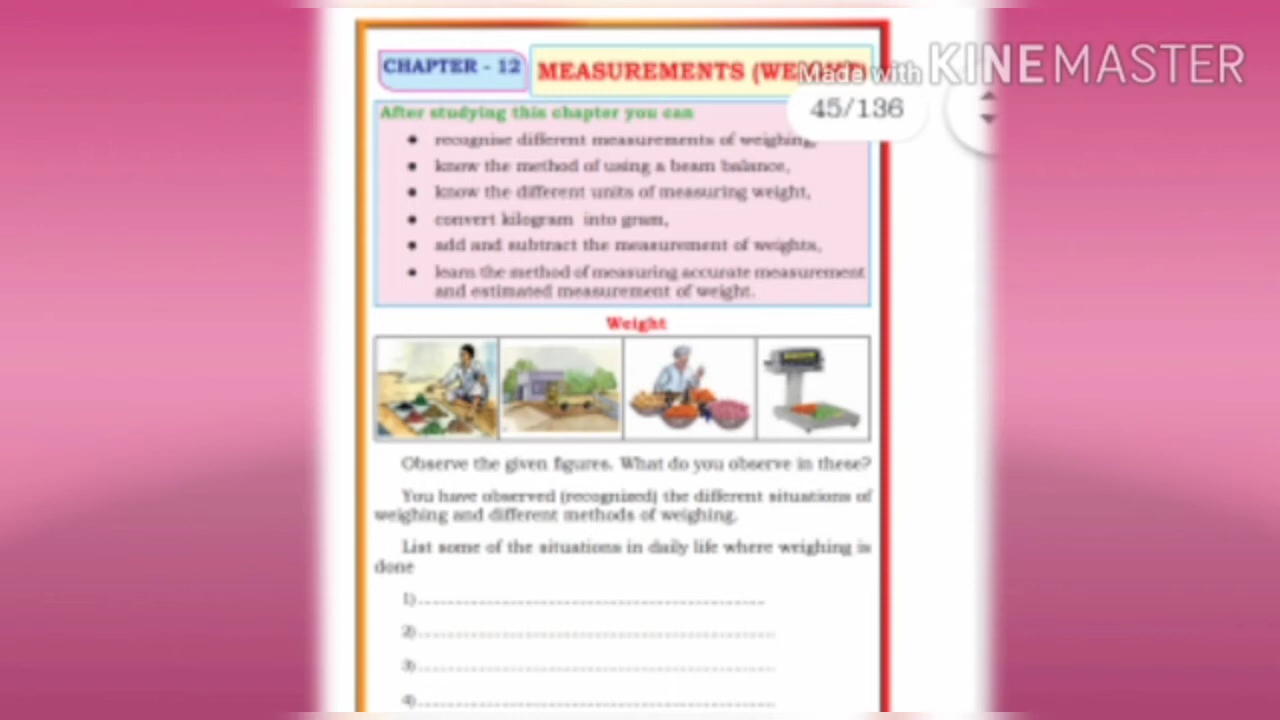 CHAPTER - 12
MEASUREMENTS (WE
Made with KINEMASTER
45/136
After studying this chapter you can
• recognise different measurements of weighing,
• know the method of using a beam balance,
• know the different units of measuring weight,
• convert kilogram into gram,
• add and subtract the measurement of weights,
• learn the method of measuring accurate measurement
and estimated measurement of weight.
Weight
Observe the given figures. What do you observe in these?
You have observed (recognized) the different situations of
weighing and different methods of weighing.
List some of the situations in daily life where weighing is
done
1)
2)
3)
4)